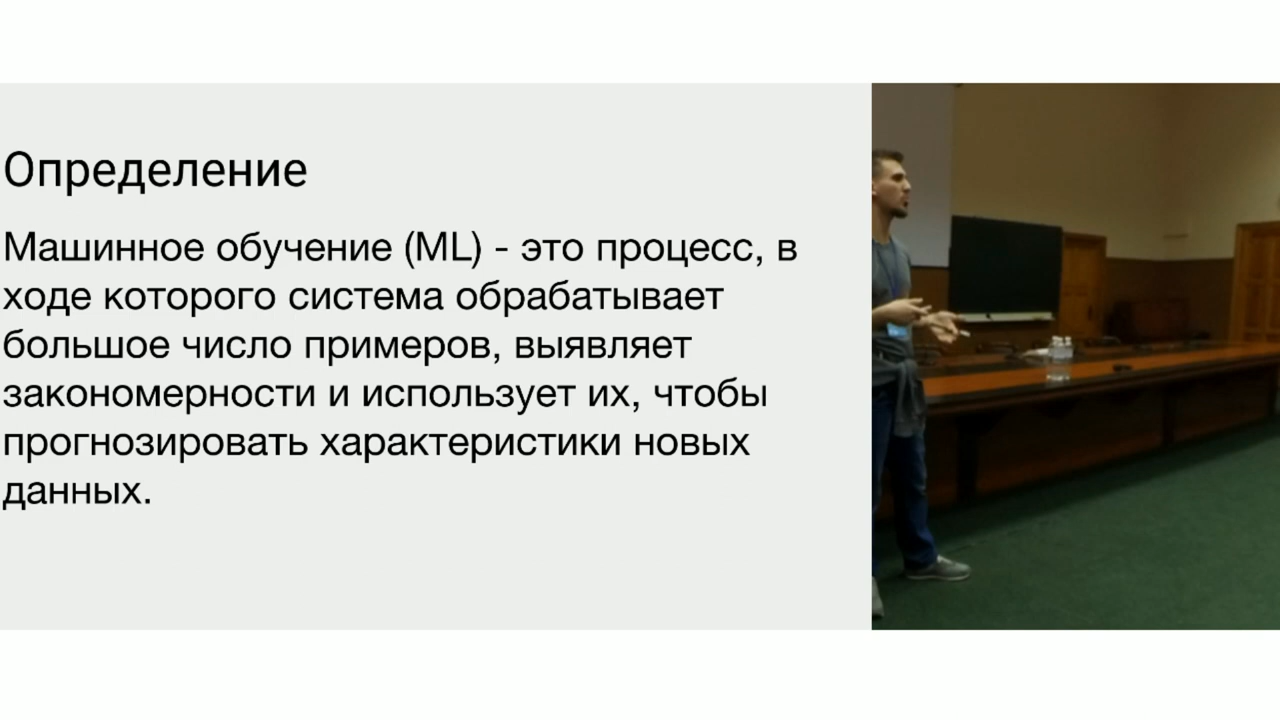 Определение
Машинное обучение (ML) - это процесс, в
ходе которого система обрабатывает
большое число примеров, выявляет
закономерности и использует их, чтобы
прогнозировать характеристики новых
данных.